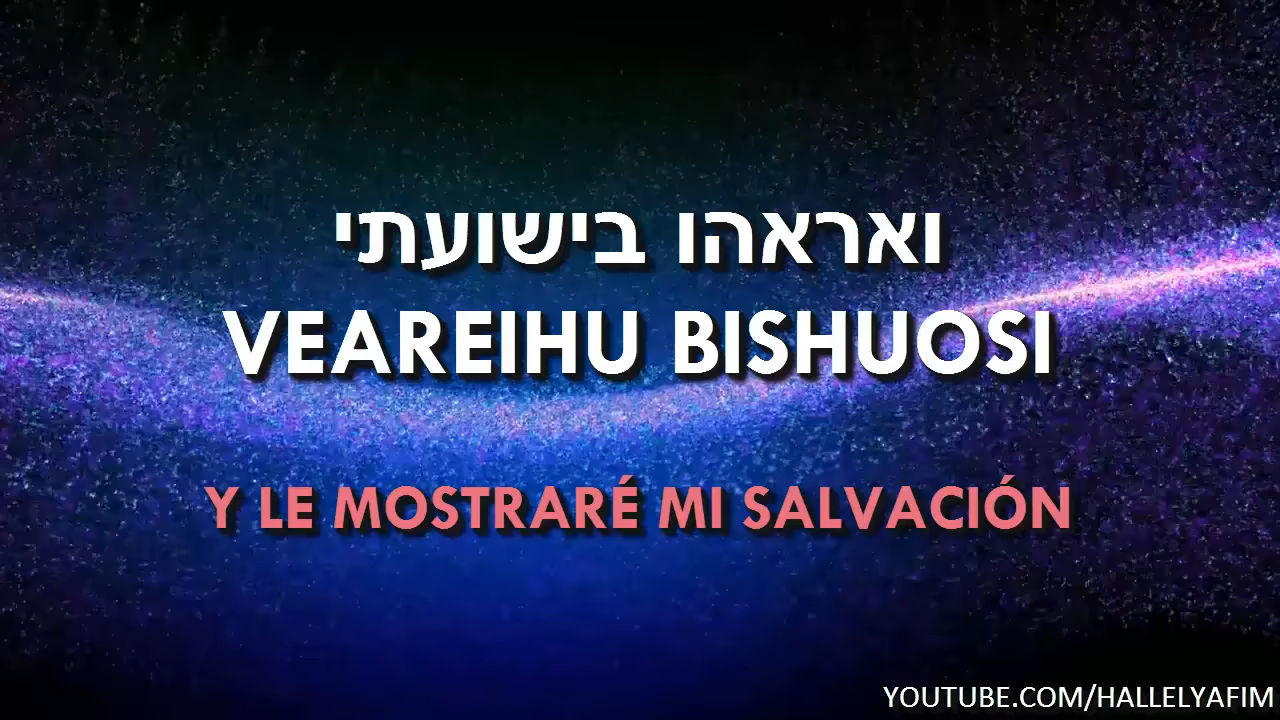 ואראהו בישועתי
VEAREIHU BISHUOSI
Y LE MOSTRARÉ MI SALVACIÓN
YOUTUBE.COM/HALLELYAFIM